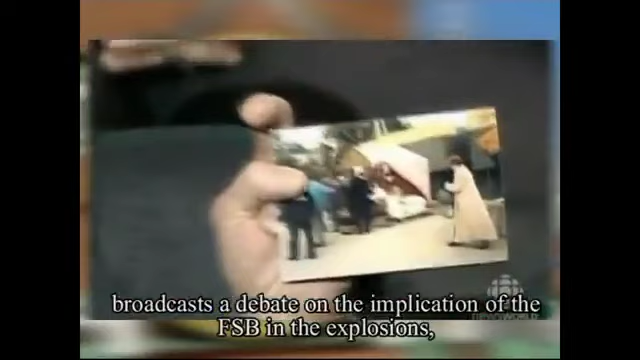 broadcasts a debate on the implication of the
FSB in the explosions,